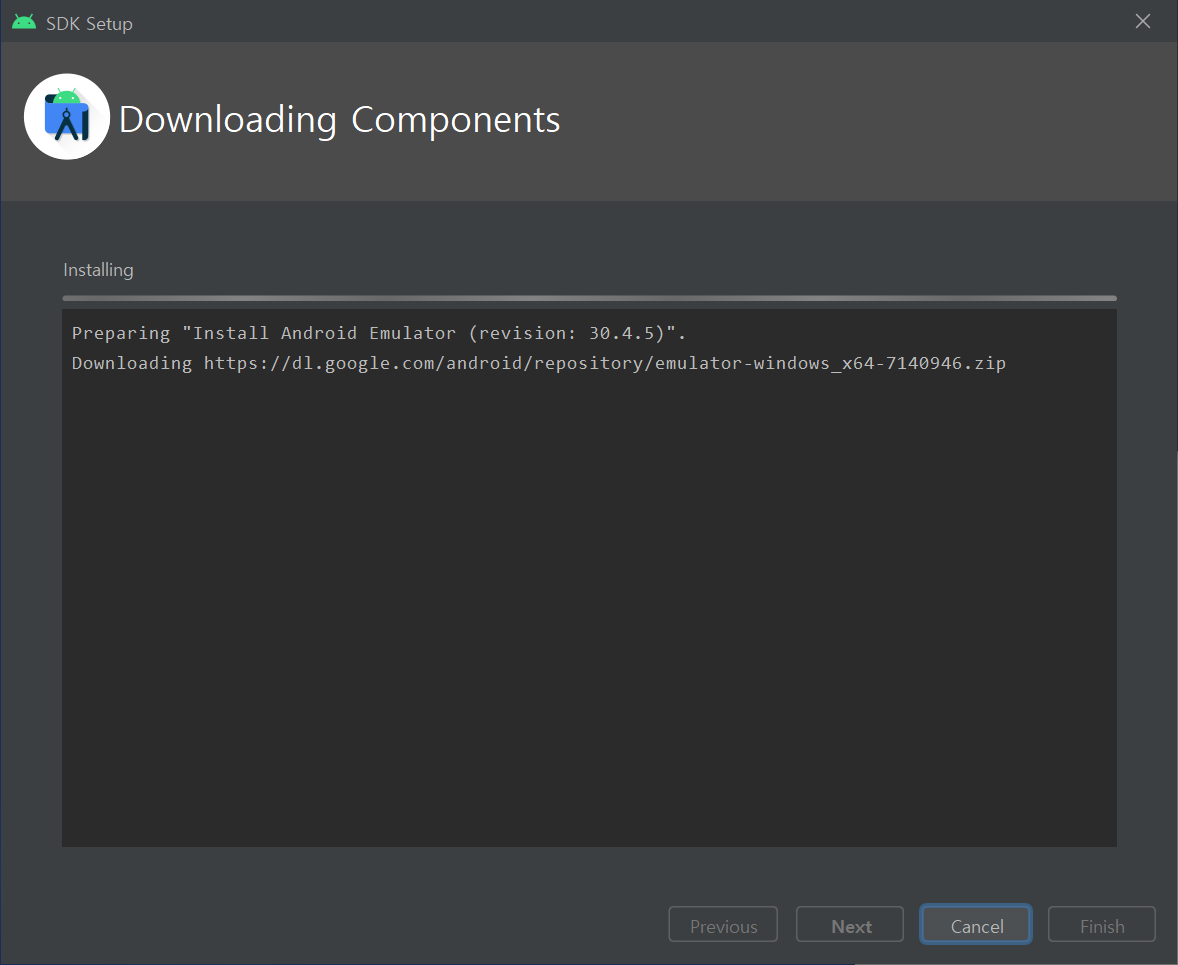 SDK Setup
Downloading Components
Installing
Preparing "Install Android Emulator (revision: 30.4.5)".
Downloading https://dl.google.com/android/repository/emulator-windows_x64-7140946.zip
Previous
Next
Cancel
Finish